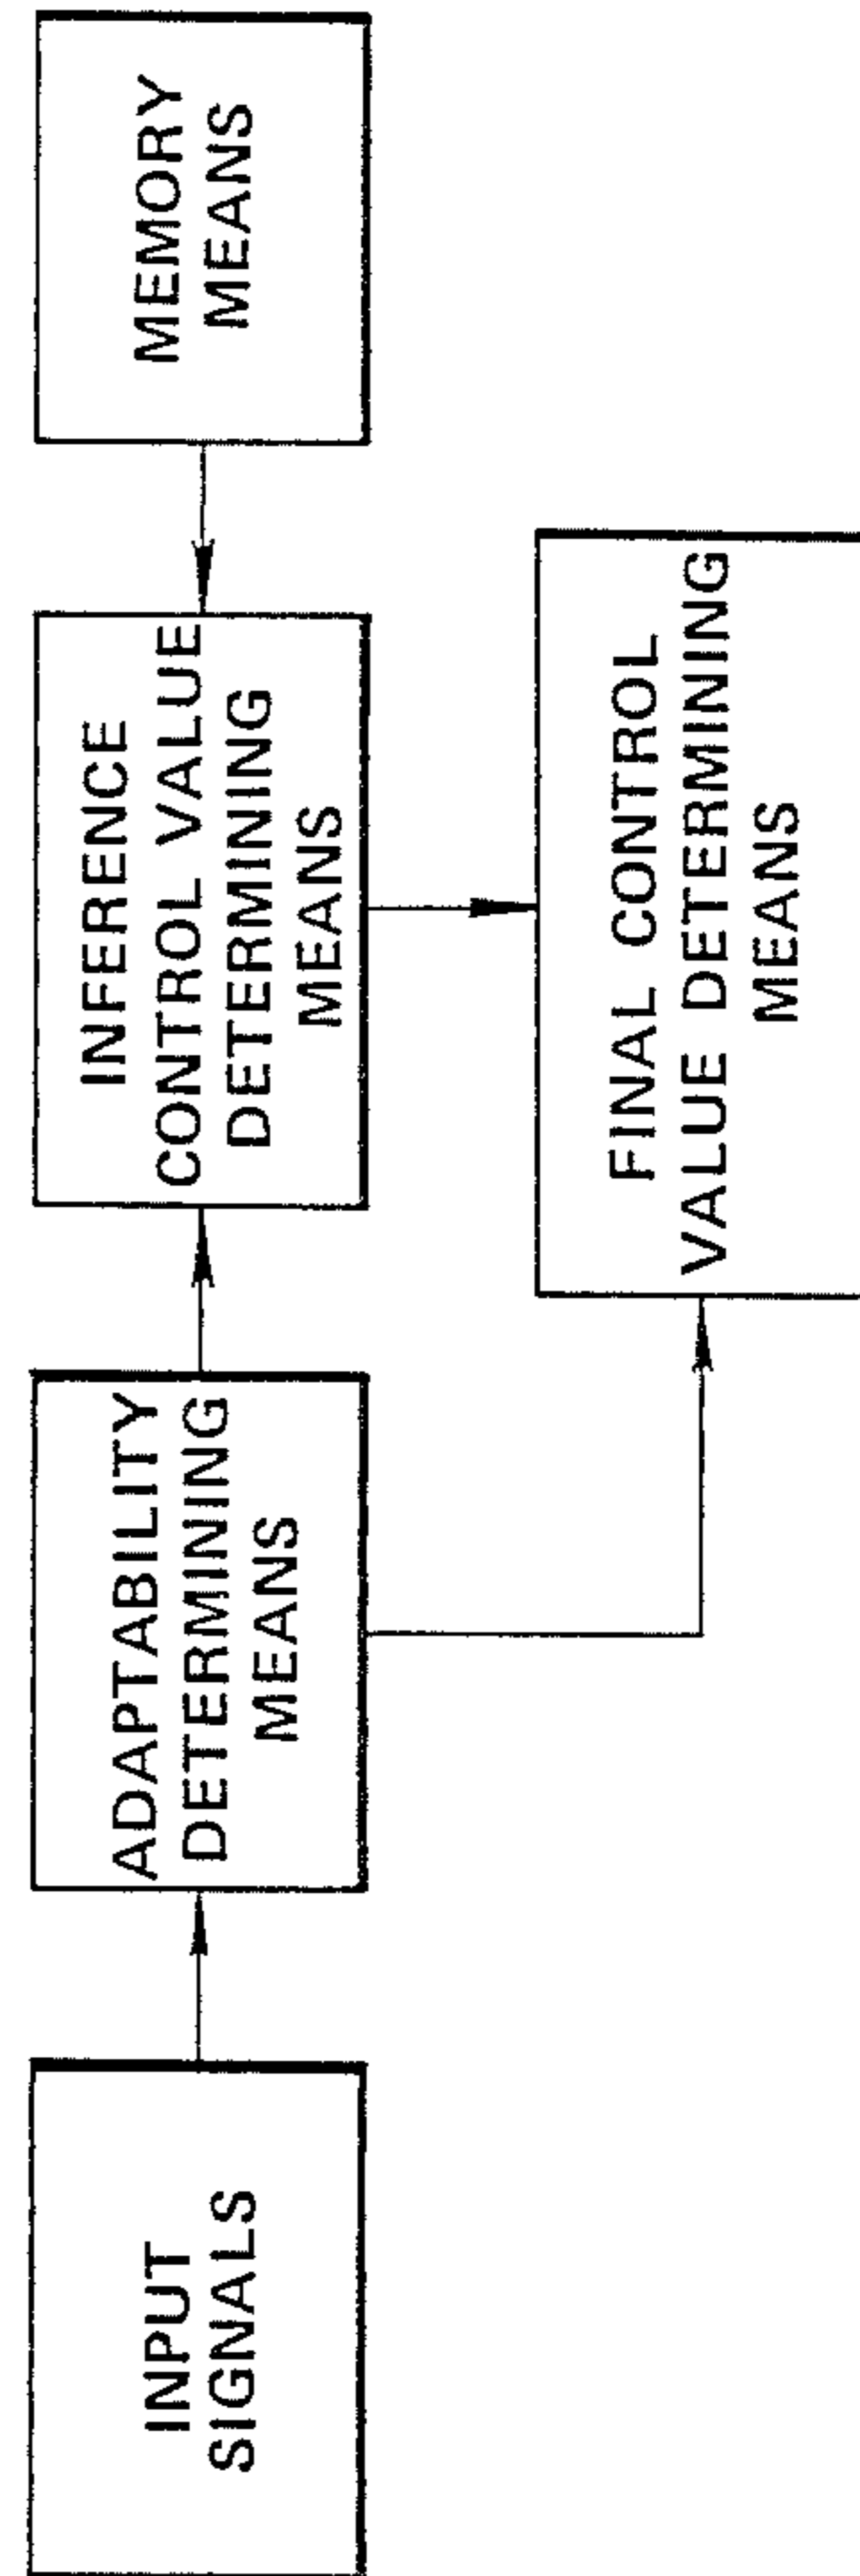 INPUT
SIGNALS
ADAPTABILITY
DETERMINING
MEANS
INFERENCE
CONTROL VALUE
DETERMINING
MEANS
MEMORY
MEANS
FINAL CONTROL
VALUE DETERMINING
MEANS